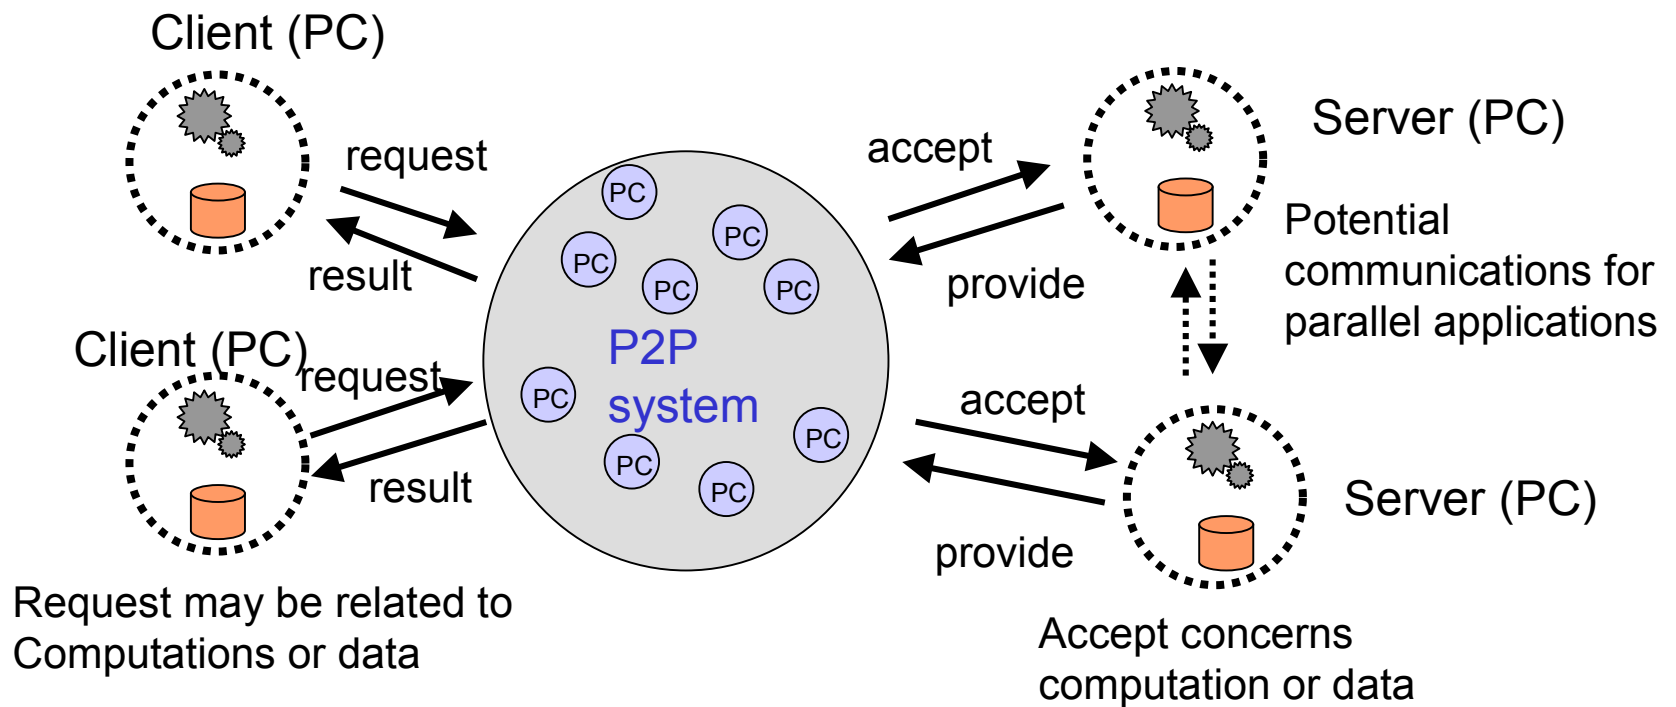 Client (PC)
request
result
Client (PC)
request
result
Request may be related to
Computations or data
PC
PC
PC
PC
PC
P2P
system
PC
PC
PC
PC
accept
provide
Server (PC)
Potential
communications for
parallel applications
accept
provide
Server (PC)
Accept concerns
computation or data